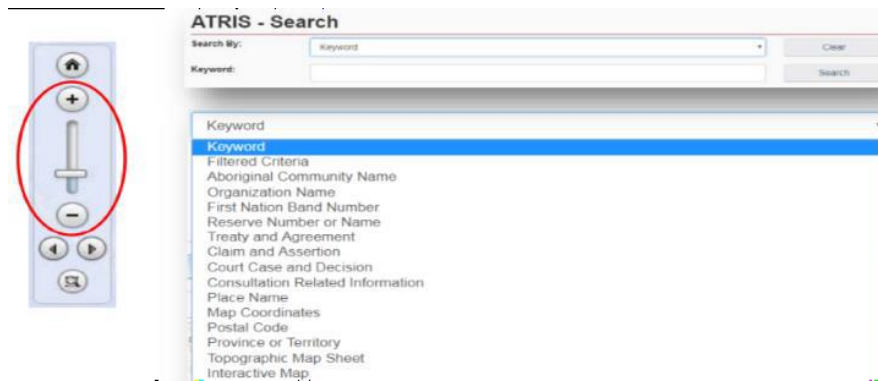 ATRIS - Search
Search By:
Keyword
Clear
Keyword:
Search
Keyword
Keyword
Filtered Criteria
Aboriginal Community Name
Organization Name
First Nation Band Number
Reserve Number or Name
Treaty and Agreement
Claim and Assertion
Court Case and Decision
Consultation Related Information
Place Name
Map Coordinates
Postal Code
Province or Territory
Topographic Map Sheet
Interactive Map